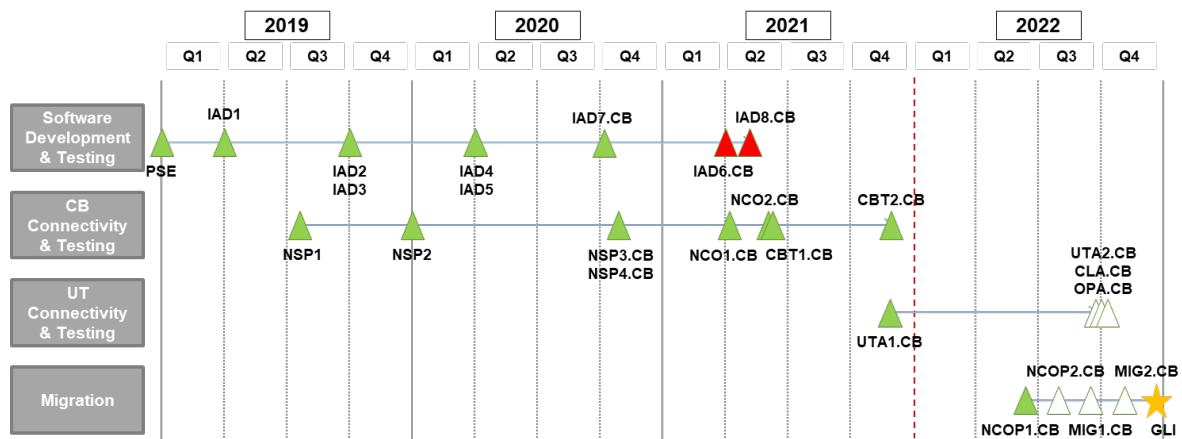 2019
2020
2021
2022
Q1
Q2
Q3
Q4
Q1
Q2
Q3
Q4
Q1
Q2
Q3
Q4
Q1
Q2
Q3
Q4
Software
Development
& Testing
IAD1
IAD7.CB
IAD8.CB
PSE
IAD2
IAD3
IAD4
IAD5
IAD6.CB
CB
Connectivity
& Testing
NCO2.CB
CBT2.CB
NSP1
NSP2
NSP3.CB
NSP4.CB
NCO1.CB
CBT1.CB
UT
Connectivity
& Testing
UTA2.CB
CLA.CB
OPA.CB
UTA1.CB
Migration
NCOP2.CB
MIG2.CB
NCOP1.CB
MIG1.CB
GLI